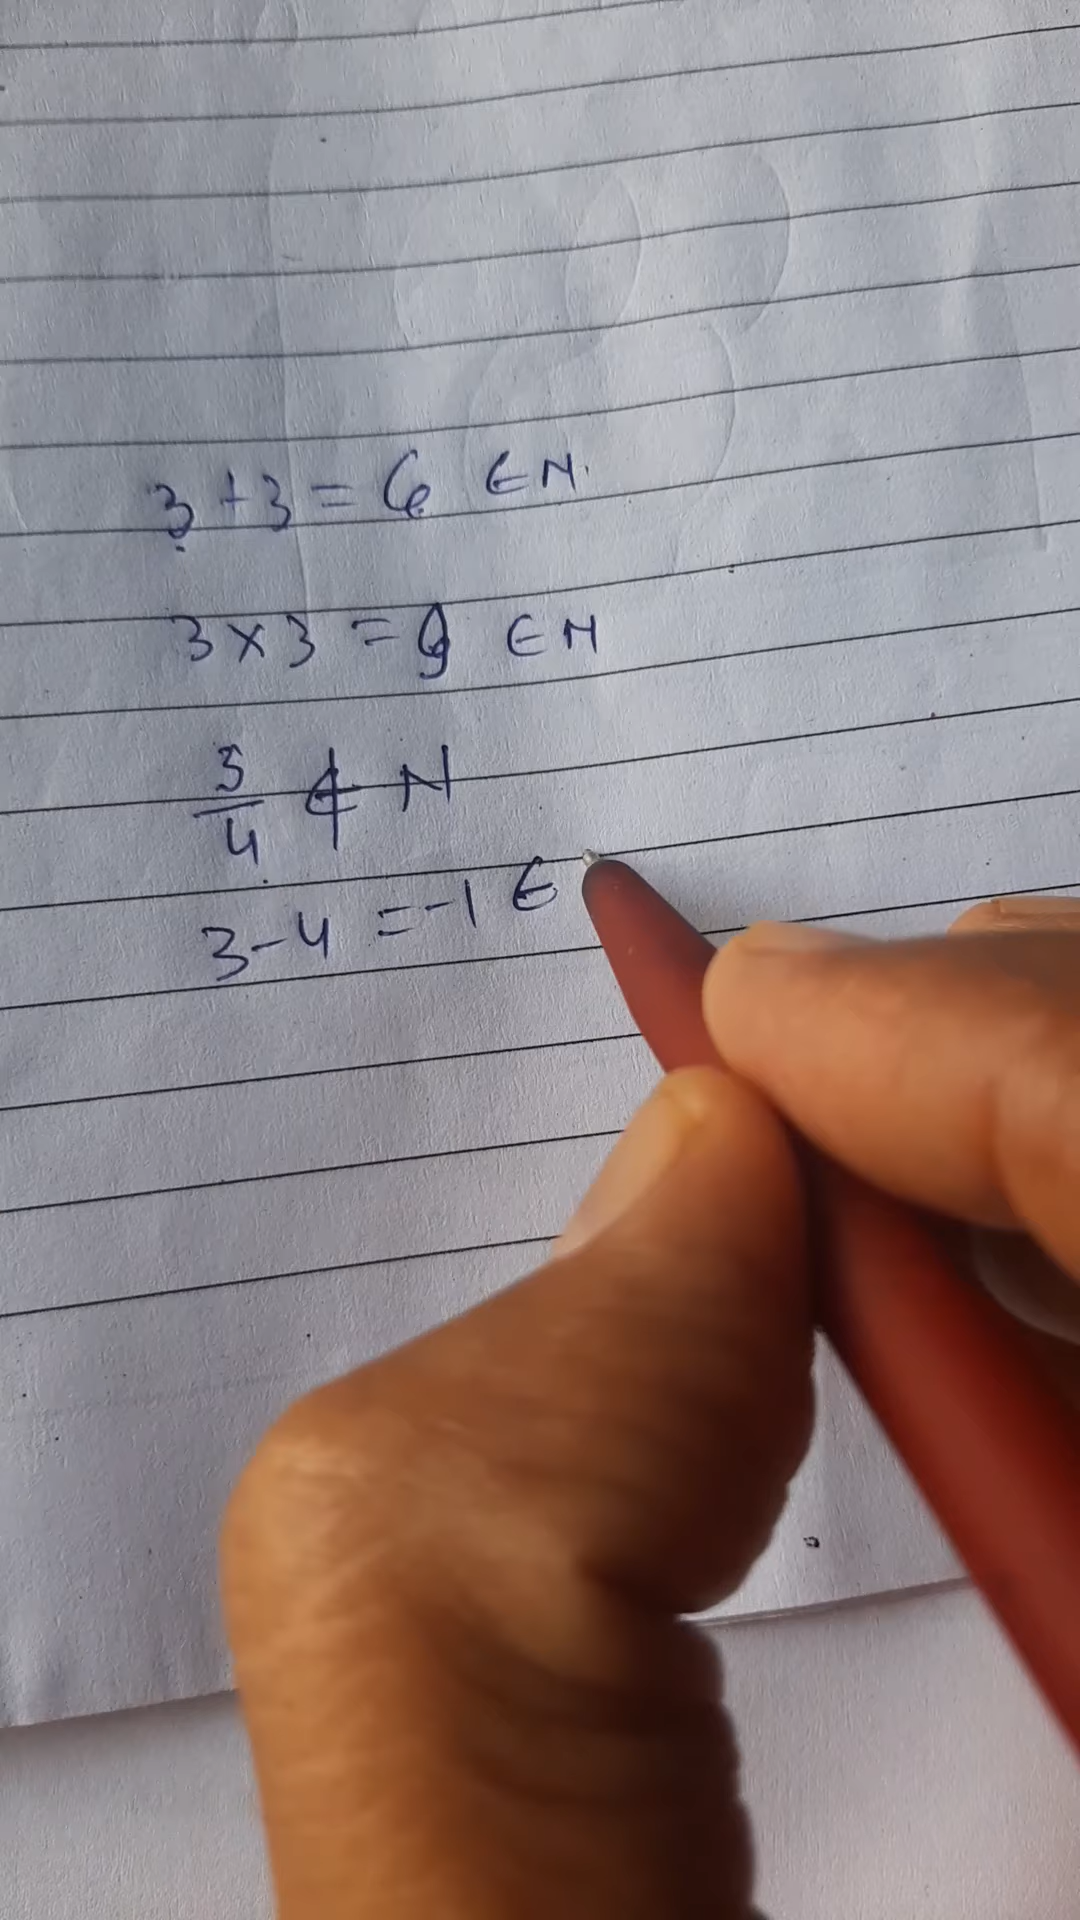 3+3=6 ∈N
3×3=9 ∈N
3/4 ∉ N
3-4=-1 ∈